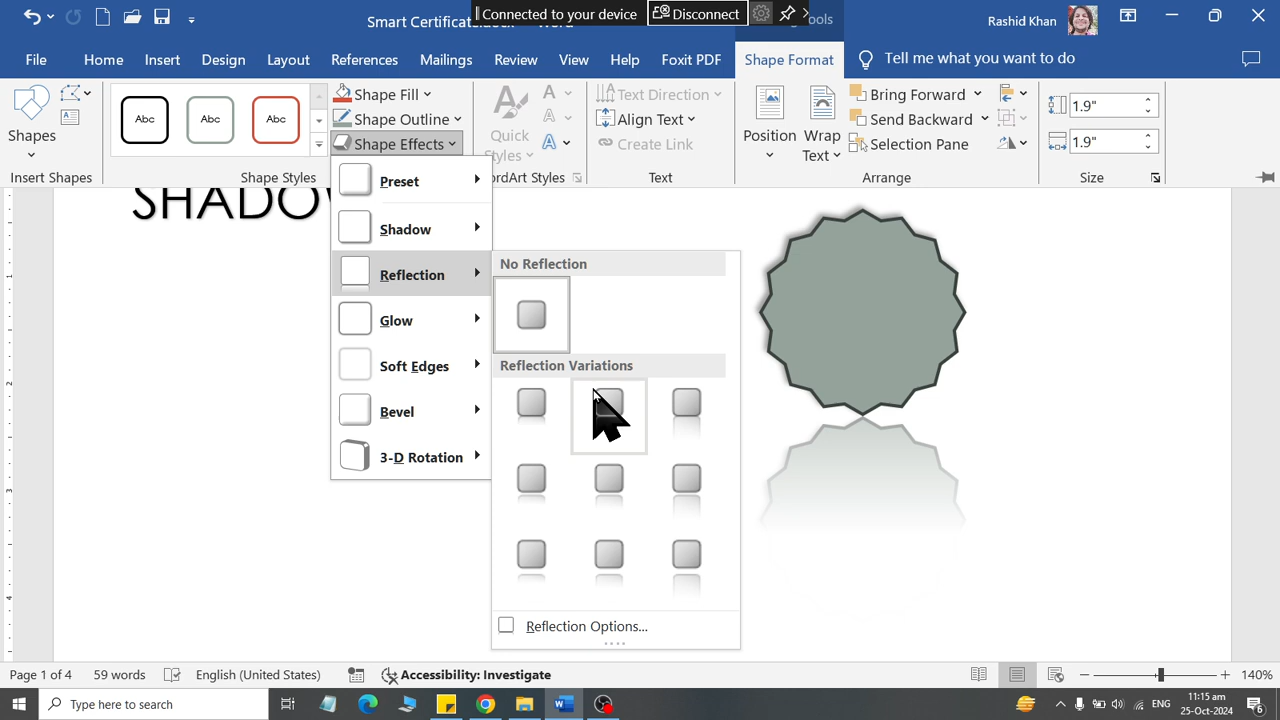 Smart Certificate.docx - Word
Connected to your device
Disconnect
Rashid Khan
File
Home
Insert
Design
Layout
References
Mailings
Review
View
Help
Foxit PDF
Shape Format
Tell me what you want to do
Shapes
Abc
Abc
Abc
Shape Fill
Shape Outline
Shape Effects
Quick
Styles
Text Direction
Align Text
Create Link
Position
Wrap
Text
Bring Forward
Send Backward
Selection Pane
1.9"
1.9"
Insert Shapes
Shape Styles
Text
Arrange
Size
Preset
Shadow
Reflection
Glow
Soft Edges
Bevel
3-D Rotation
No Reflection
Reflection Variations
Reflection Options...
Page 1 of 4
59 words
English (United States)
Accessibility: Investigate
140%
Type here to search
ENG
11:15 am
25-Oct-2024